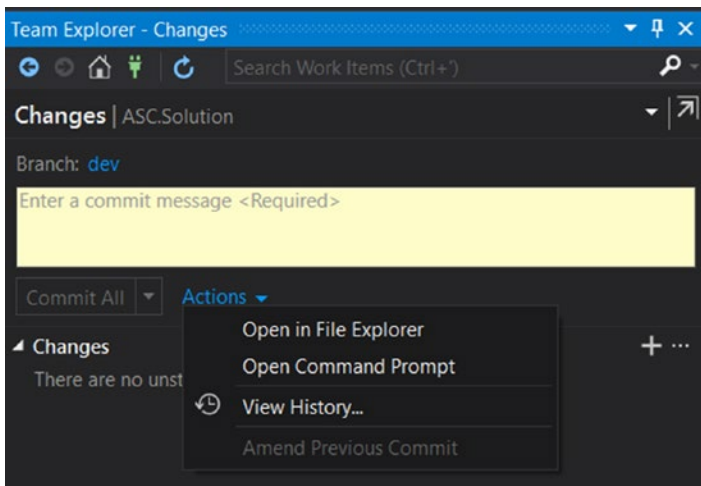 Team Explorer - Changes
Search Work Items (Ctrl+')
Changes | ASC.Solution
Branch: dev
Enter a commit message <Required>
Commit All
Actions
Open in File Explorer
Changes
Open Command Prompt
There are no unst
View History...
Amend Previous Commit